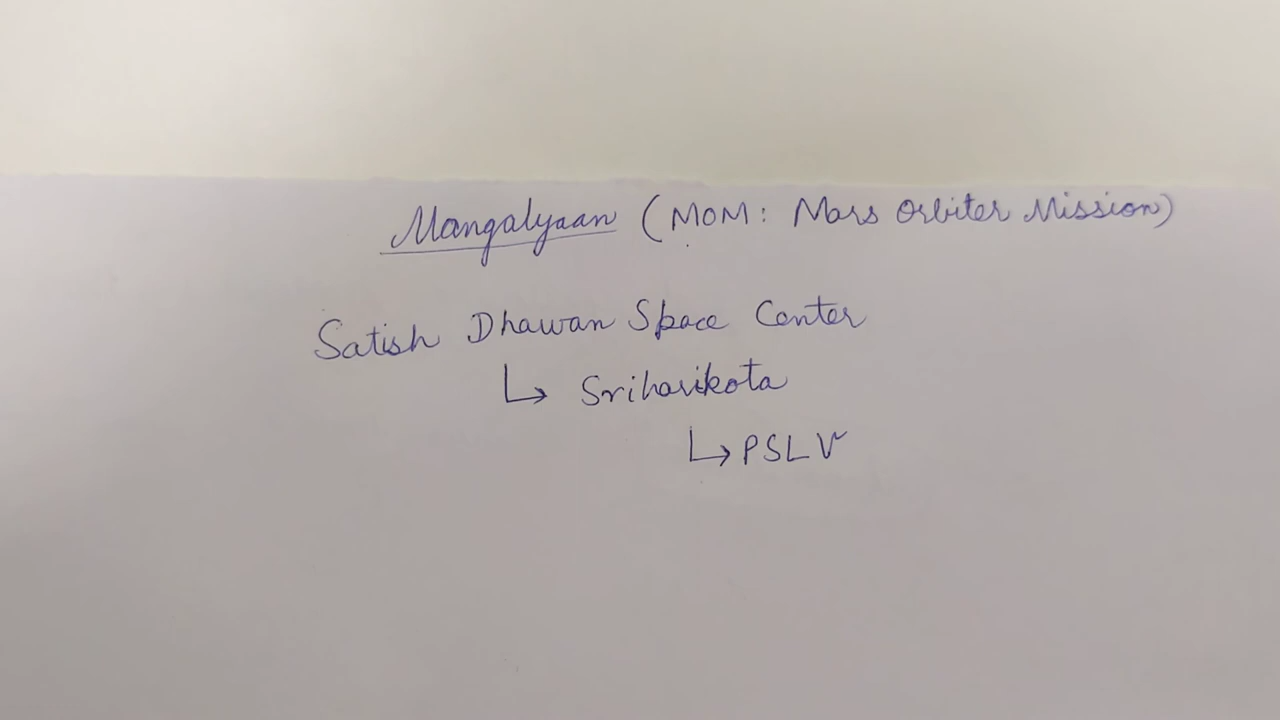 Mangalyaan (MOM: Mars Orbiter Mission)
Satish Dhawan Space Center
↳ Sriharikota
↳ PSLV